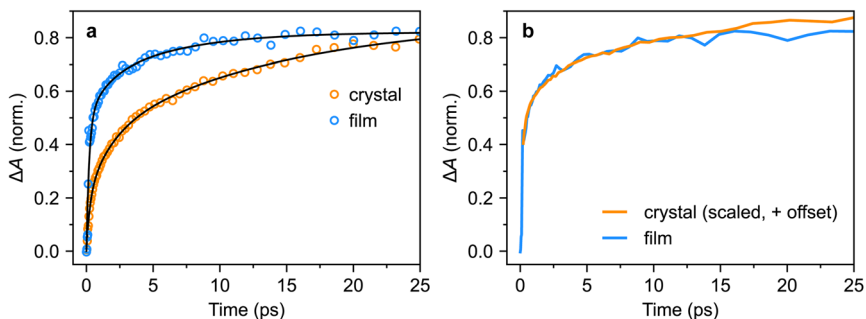 a
0.8
0.6
0.4
0.2
0.0
ΔA (norm.)
crystal
film
0 5 10 15 20 25
Time (ps)
b
0.8
0.6
0.4
0.2
0.0
ΔA (norm.)
crystal (scaled, + offset)
film
0 5 10 15 20 25
Time (ps)